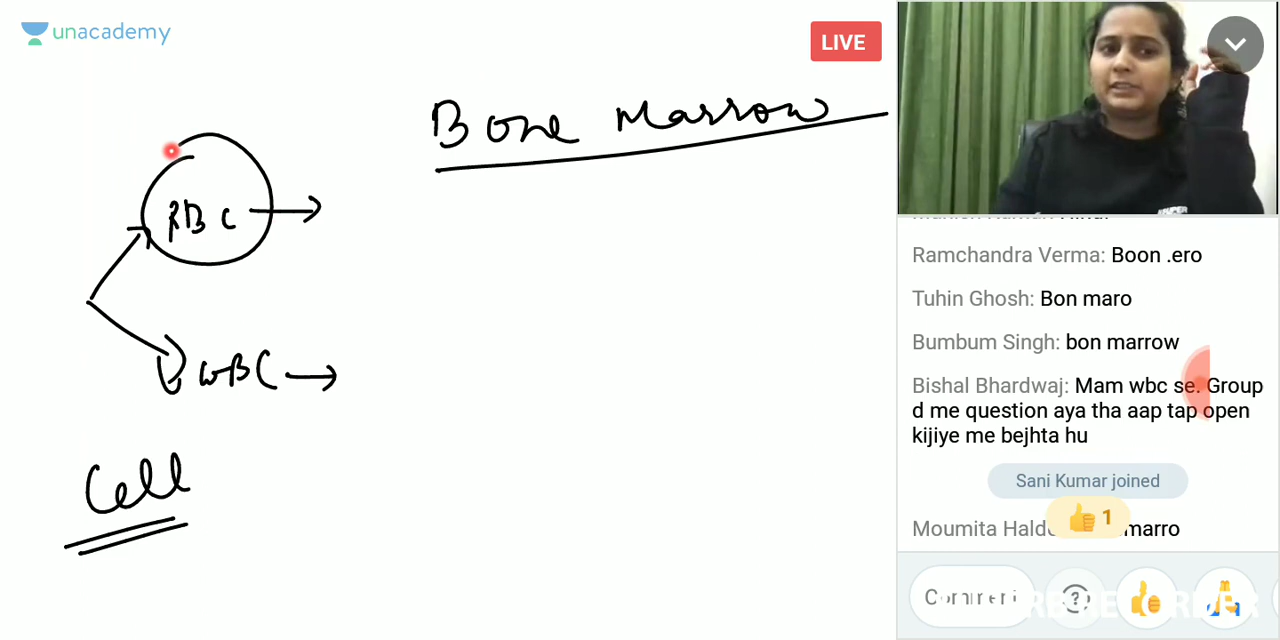 unacademy
LIVE
Bone Marrow
RBC
WBC
Cell
Ramchandra Verma: Boon .ero
Tuhin Ghosh: Bon maro
Bumbum Singh: bon marrow
Bishal Bhardwaj: Mam wbc se. Group
d me question aya tha aap tap open
kijiye me bejhta hu
Sani Kumar joined
1
Moumita marro